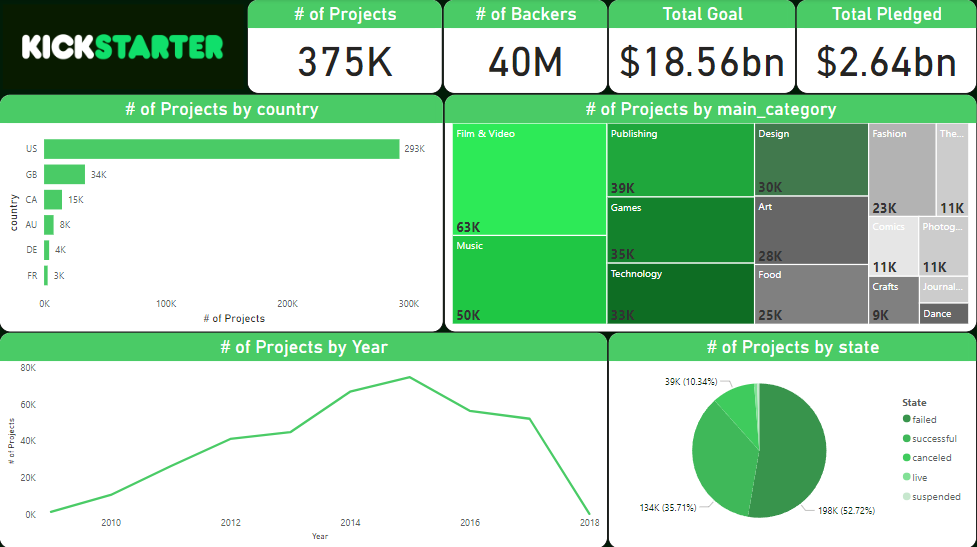 KICKSTARTER
# of Projects
375K
# of Backers
40M
Total Goal
$18.56bn
Total Pledged
$2.64bn
# of Projects by country
country
US
293K
GB
34K
CA
15K
AU
8K
DE
4K
FR
3K
0K
100K
200K
300K
# of Projects
# of Projects by main_category
Film & Video
63K
Music
50K
Publishing
39K
Games
35K
Technology
33K
Design
30K
Art
28K
Food
25K
Fashion
23K
The...
11K
Comics
11K
Photog...
11K
Crafts
9K
Journal...
Dance
# of Projects by Year
# of Projects
80K
60K
40K
20K
0K
2010
2012
2014
2016
2018
Year
# of Projects by state
39K (10.34%)
134K (35.71%)
198K (52.72%)
State
failed
successful
canceled
live
suspended